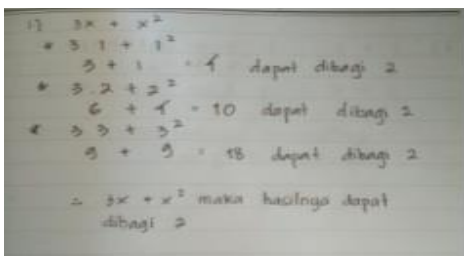 1) 3x + x²
* 3 1 + 1²
3 + 1 = 4 dapat dibagi 2
* 3.2 + 2²
6 + 4 = 10 dapat dibagi 2
* 3 3 + 3²
9 + 9 = 18 dapat dibagi 2
∴ 3x + x² maka hasilnya dapat
dibagi 2